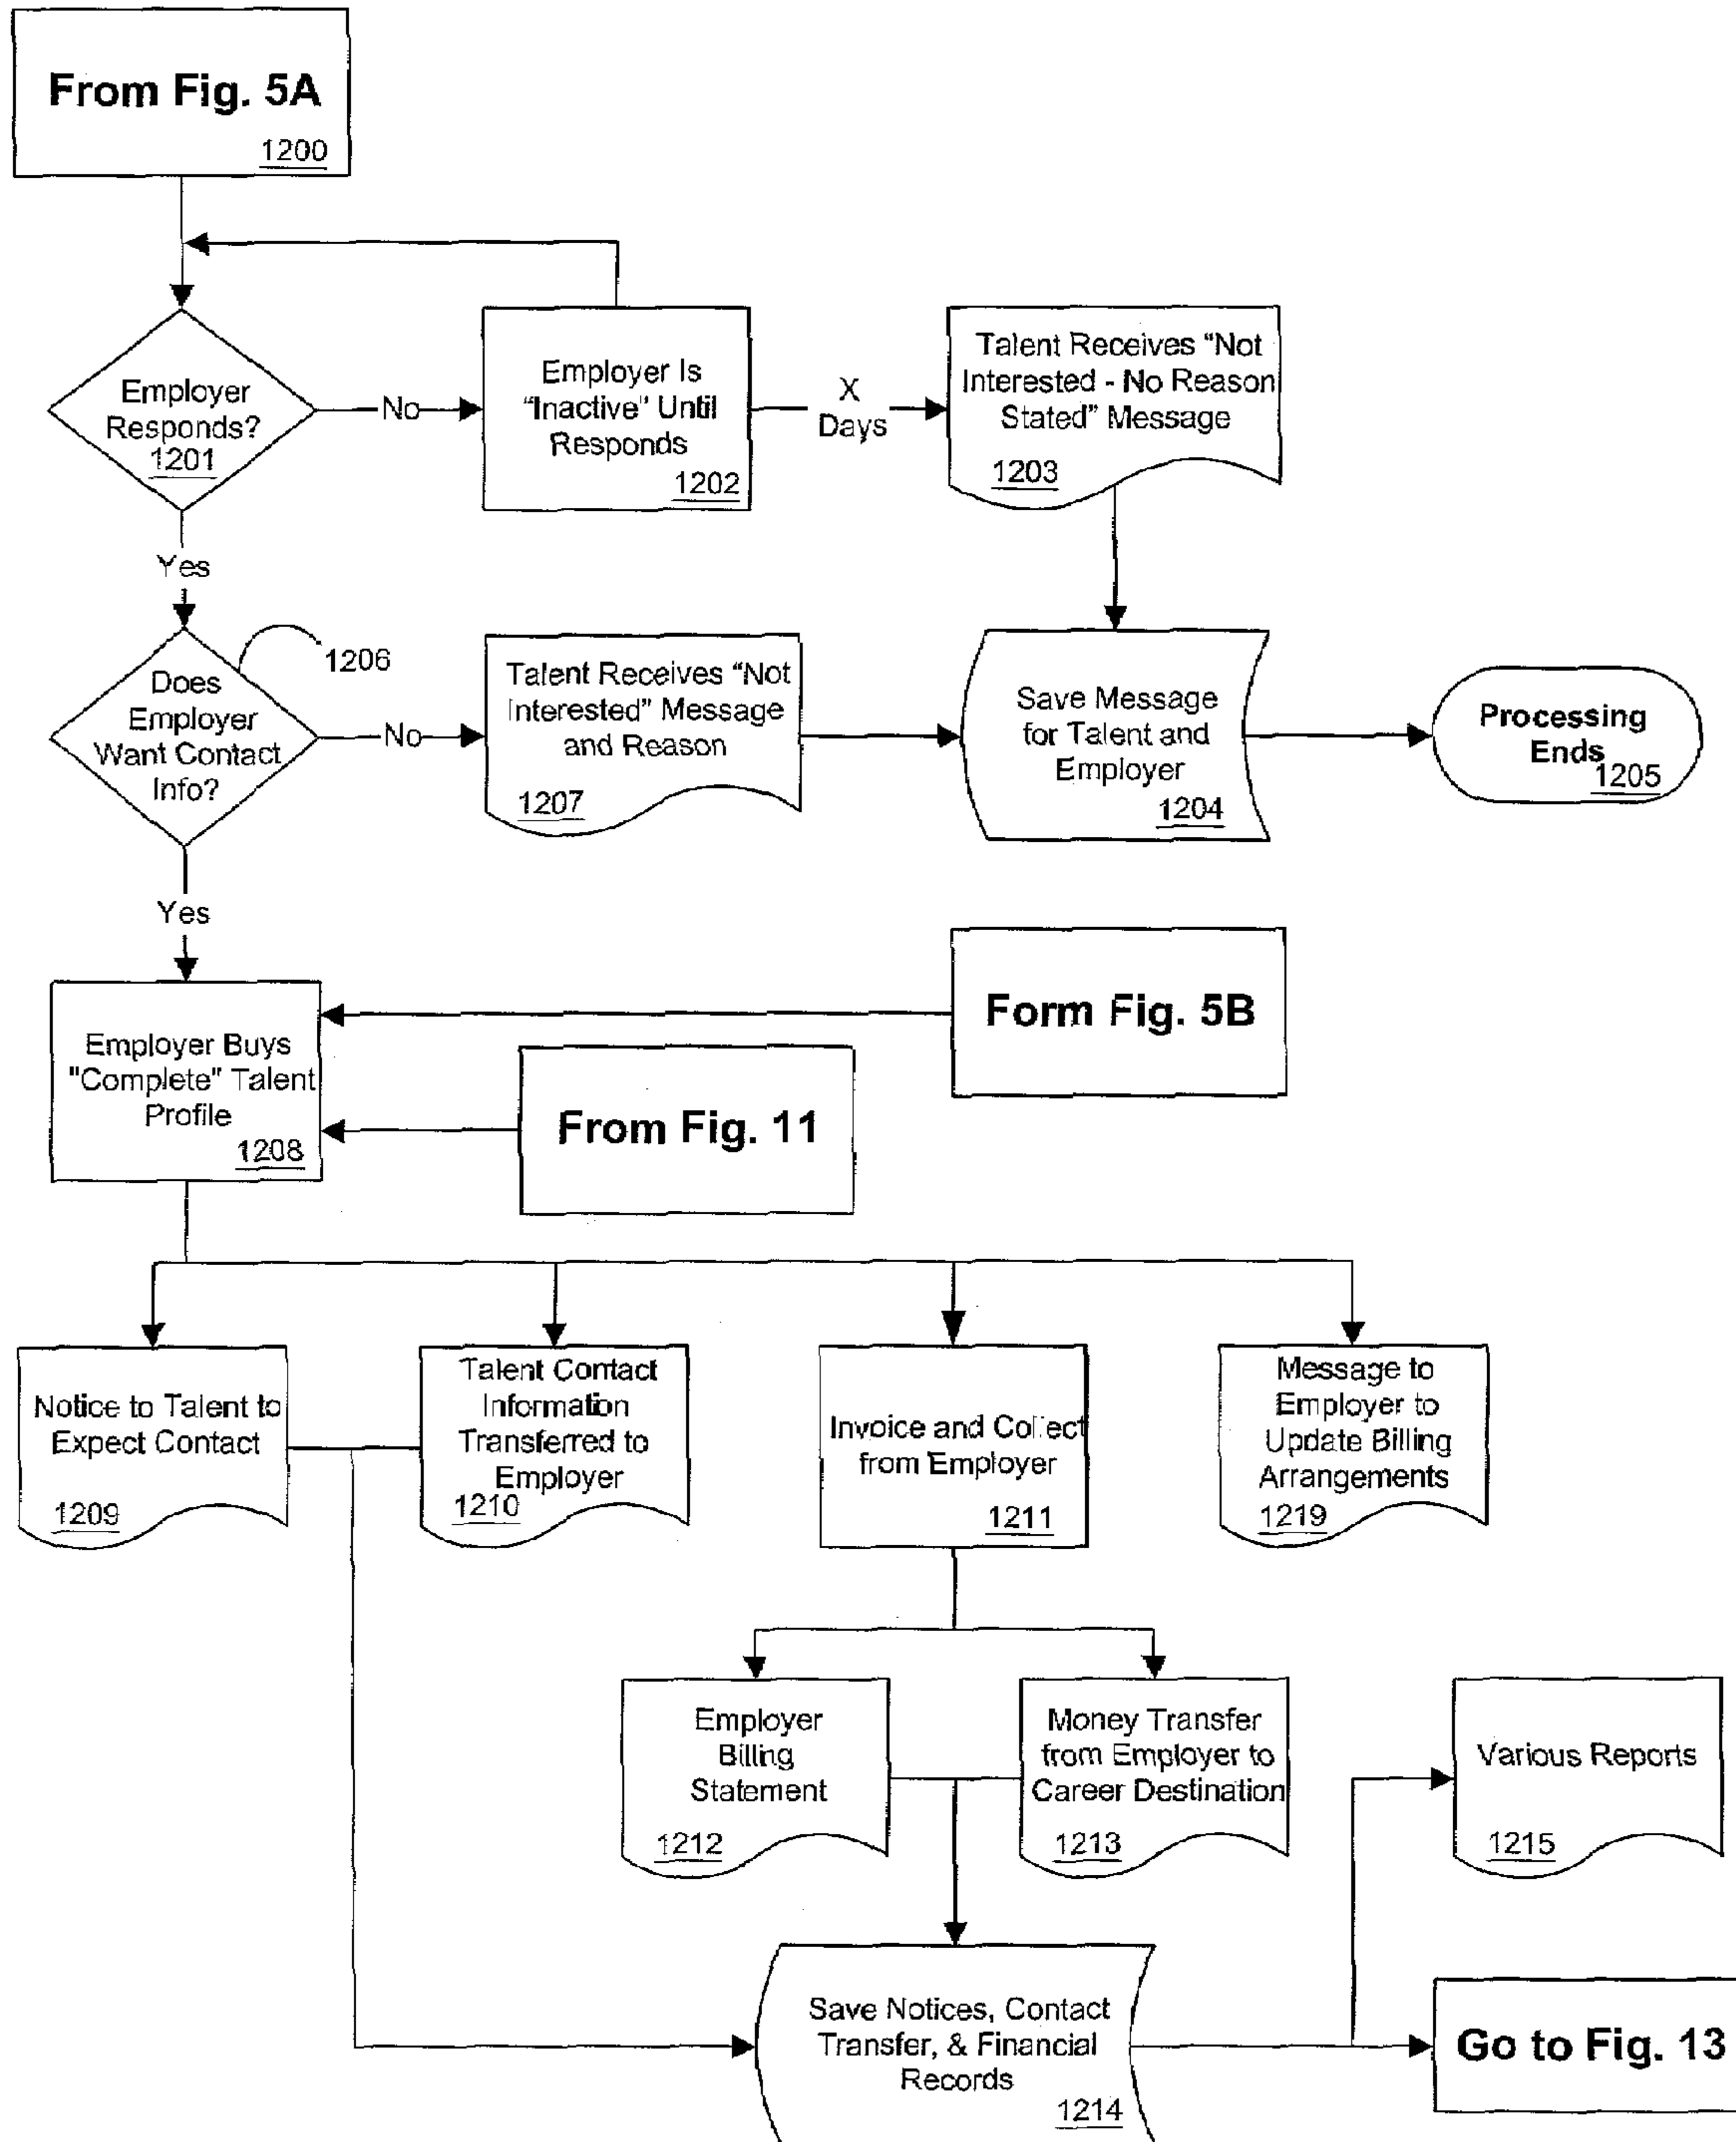 From Fig. 5A
1200
Employer
Responds?
1201
No
Employer Is
“Inactive” Until
Responds
1202
X
Days
Talent Receives “Not
Interested - No Reason
Stated” Message
1203
Yes
1206
Does
Employer
Want Contact
Info?
No
Talent Receives “Not
Interested” Message
and Reason
1207
Save Message
for Talent and
Employer
1204
Processing
Ends
1205
Yes
Employer Buys
"Complete" Talent
Profile
1208
Form Fig. 5B
From Fig. 11
Notice to Talent to
Expect Contact
1209
Talent Contact
Information
Transferred to
Employer
1210
Invoice and Collect
from Employer
1211
Message to
Employer to
Update Billing
Arrangements
1219
Employer
Billing
Statement
1212
Money Transfer
from Employer to
Career Destination
1213
Various Reports
1215
Save Notices, Contact
Transfer, & Financial
Records
1214
Go to Fig. 13